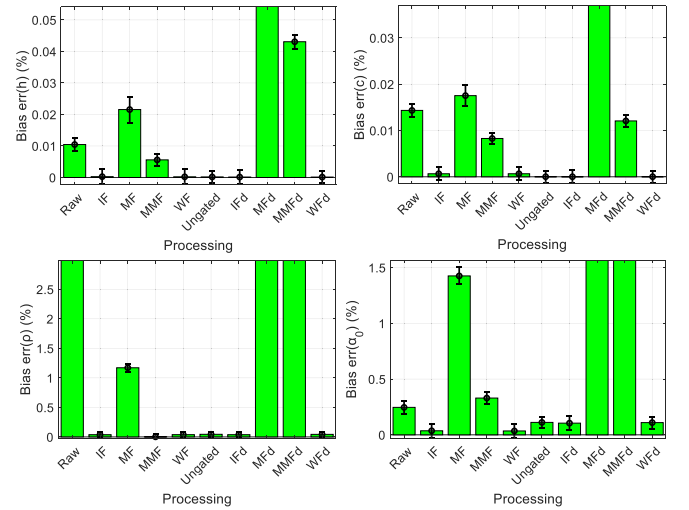 Bias err(h) (%)
0.05
0.04
0.03
0.02
0.01
0
Raw IF MF MMF WF Ungated IFd MFd MMFd WFd
Processing
Bias err(c) (%)
0.03
0.02
0.01
0
Raw IF MF MMF WF Ungated IFd MFd MMFd WFd
Processing
Bias err(ρ) (%)
2.5
2
1.5
1
0.5
0
Raw IF MF MMF WF Ungated IFd MFd MMFd WFd
Processing
Bias err(α₀) (%)
1.5
1
0.5
0
Raw IF MF MMF WF Ungated IFd MFd MMFd WFd
Processing